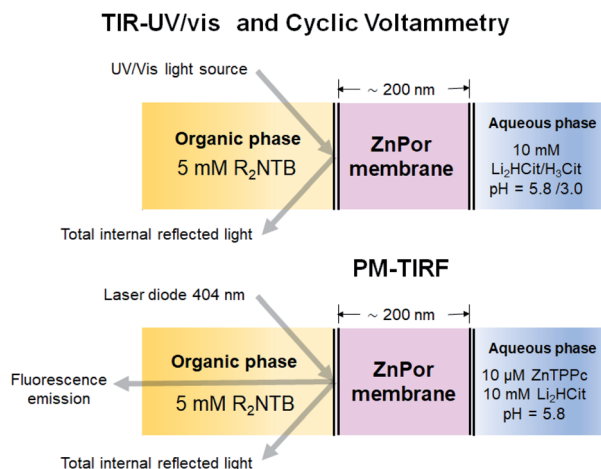 TIR-UV/vis and Cyclic Voltammetry
UV/Vis light source
~ 200 nm
Organic phase
5 mM R₂NTB
ZnPor
membrane
Aqueous phase
10 mM
Li₂HCit/H₃Cit
pH = 5.8 /3.0
Total internal reflected light
PM-TIRF
Laser diode 404 nm
~ 200 nm
Fluorescence
emission
Organic phase
5 mM R₂NTB
ZnPor
membrane
Aqueous phase
10 µM ZnTPPc
10 mM Li₂HCit
pH = 5.8
Total internal reflected light